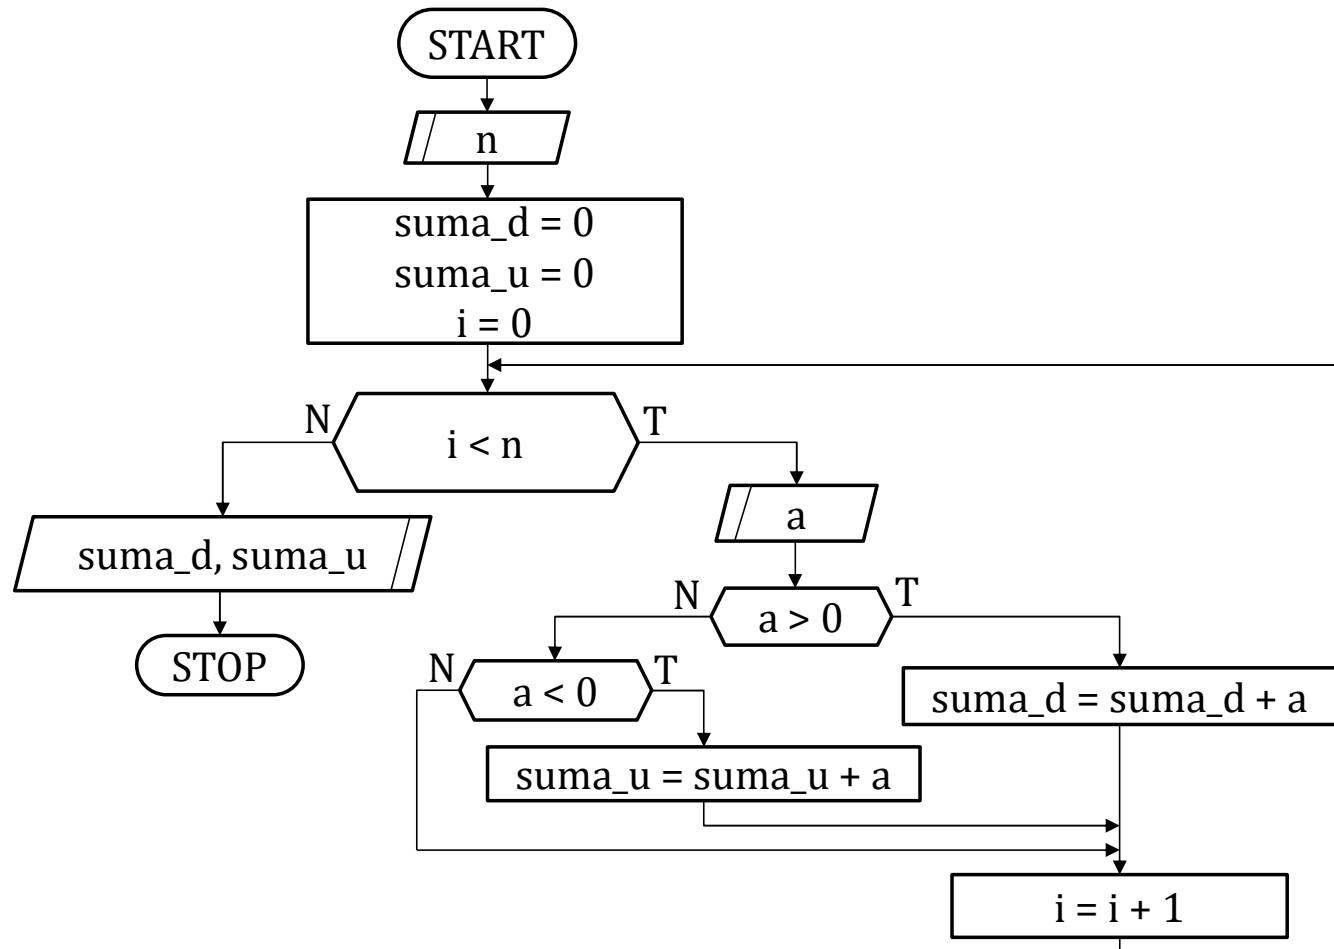 START
n
suma_d = 0
suma_u = 0
i = 0
N
T
i < n
suma_d, suma_u
STOP
a
N
T
a > 0
N
T
a < 0
suma_d = suma_d + a
suma_u = suma_u + a
i = i + 1